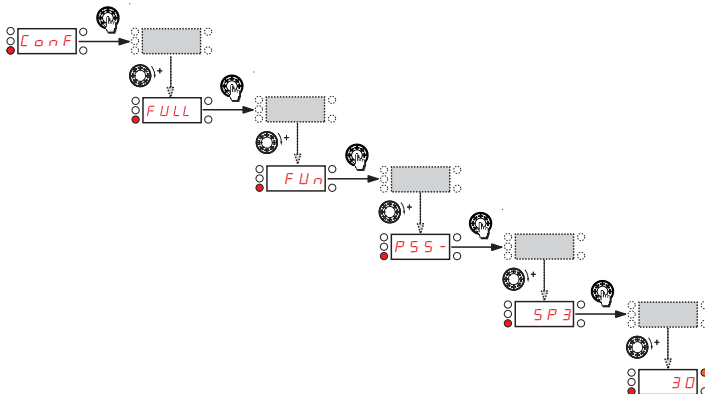 ConF
+
FULL
+
FUn
+
PSS-
+
SP3
+
30